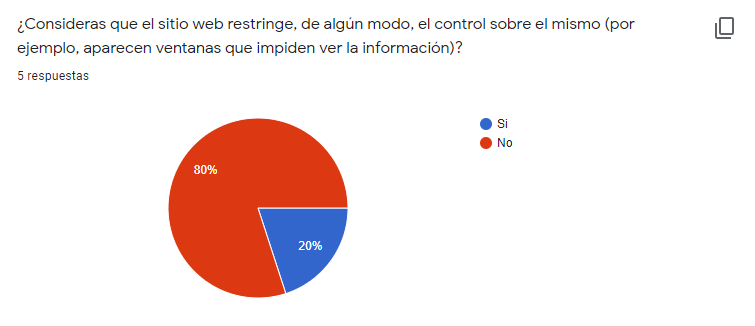 ¿Consideras que el sitio web restringe, de algún modo, el control sobre el mismo (por
ejemplo, aparecen ventanas que impiden ver la información)?
5 respuestas
Si
No
80%
20%